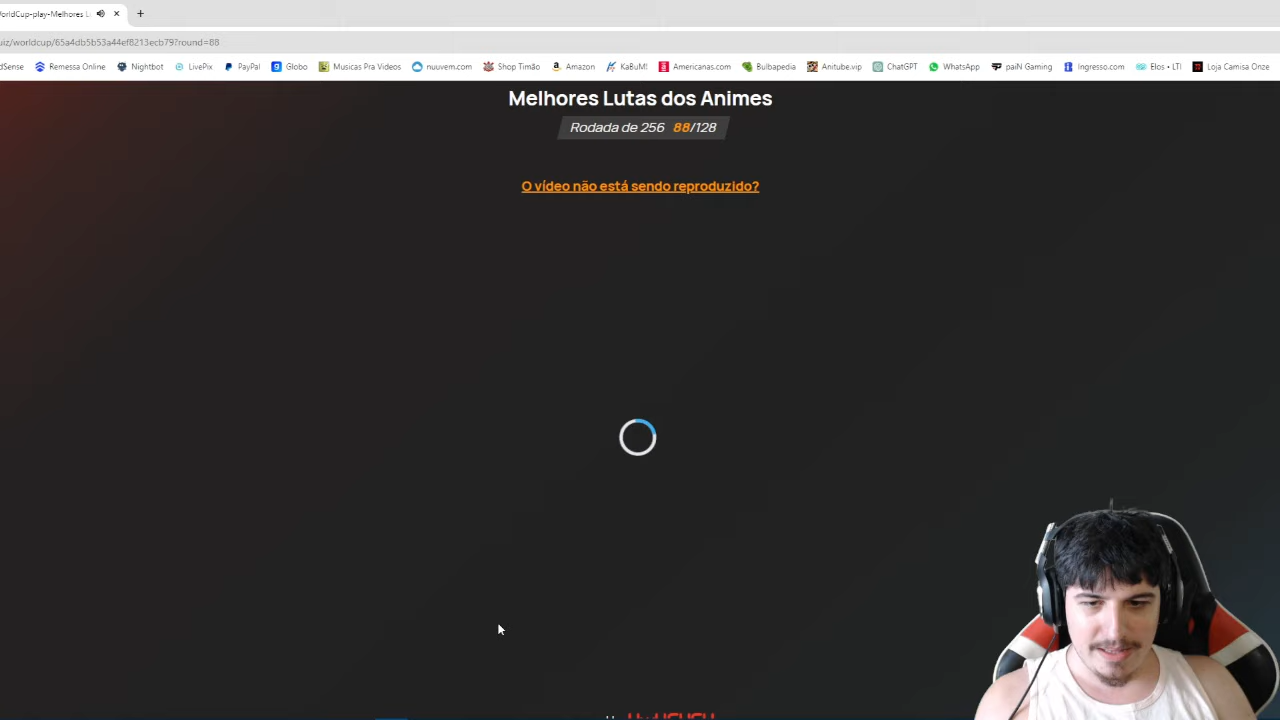 orldCup-play-Melhores L
uiz/worldcup/65a4db5b53a44ef8213ecb79?round=88
dSense Remessa Online Nightbot LivePix PayPal Globo Musicas Pra Videos nuuvem.com Shop Timão Amazon KaBuM! Americanas.com Bulbapedia Anitube.vip ChatGPT WhatsApp paiN Gaming Ingresso.com Elos • LTI Loja Camisa Onze
Melhores Lutas dos Animes
Rodada de 256 88/128
O vídeo não está sendo reproduzido?